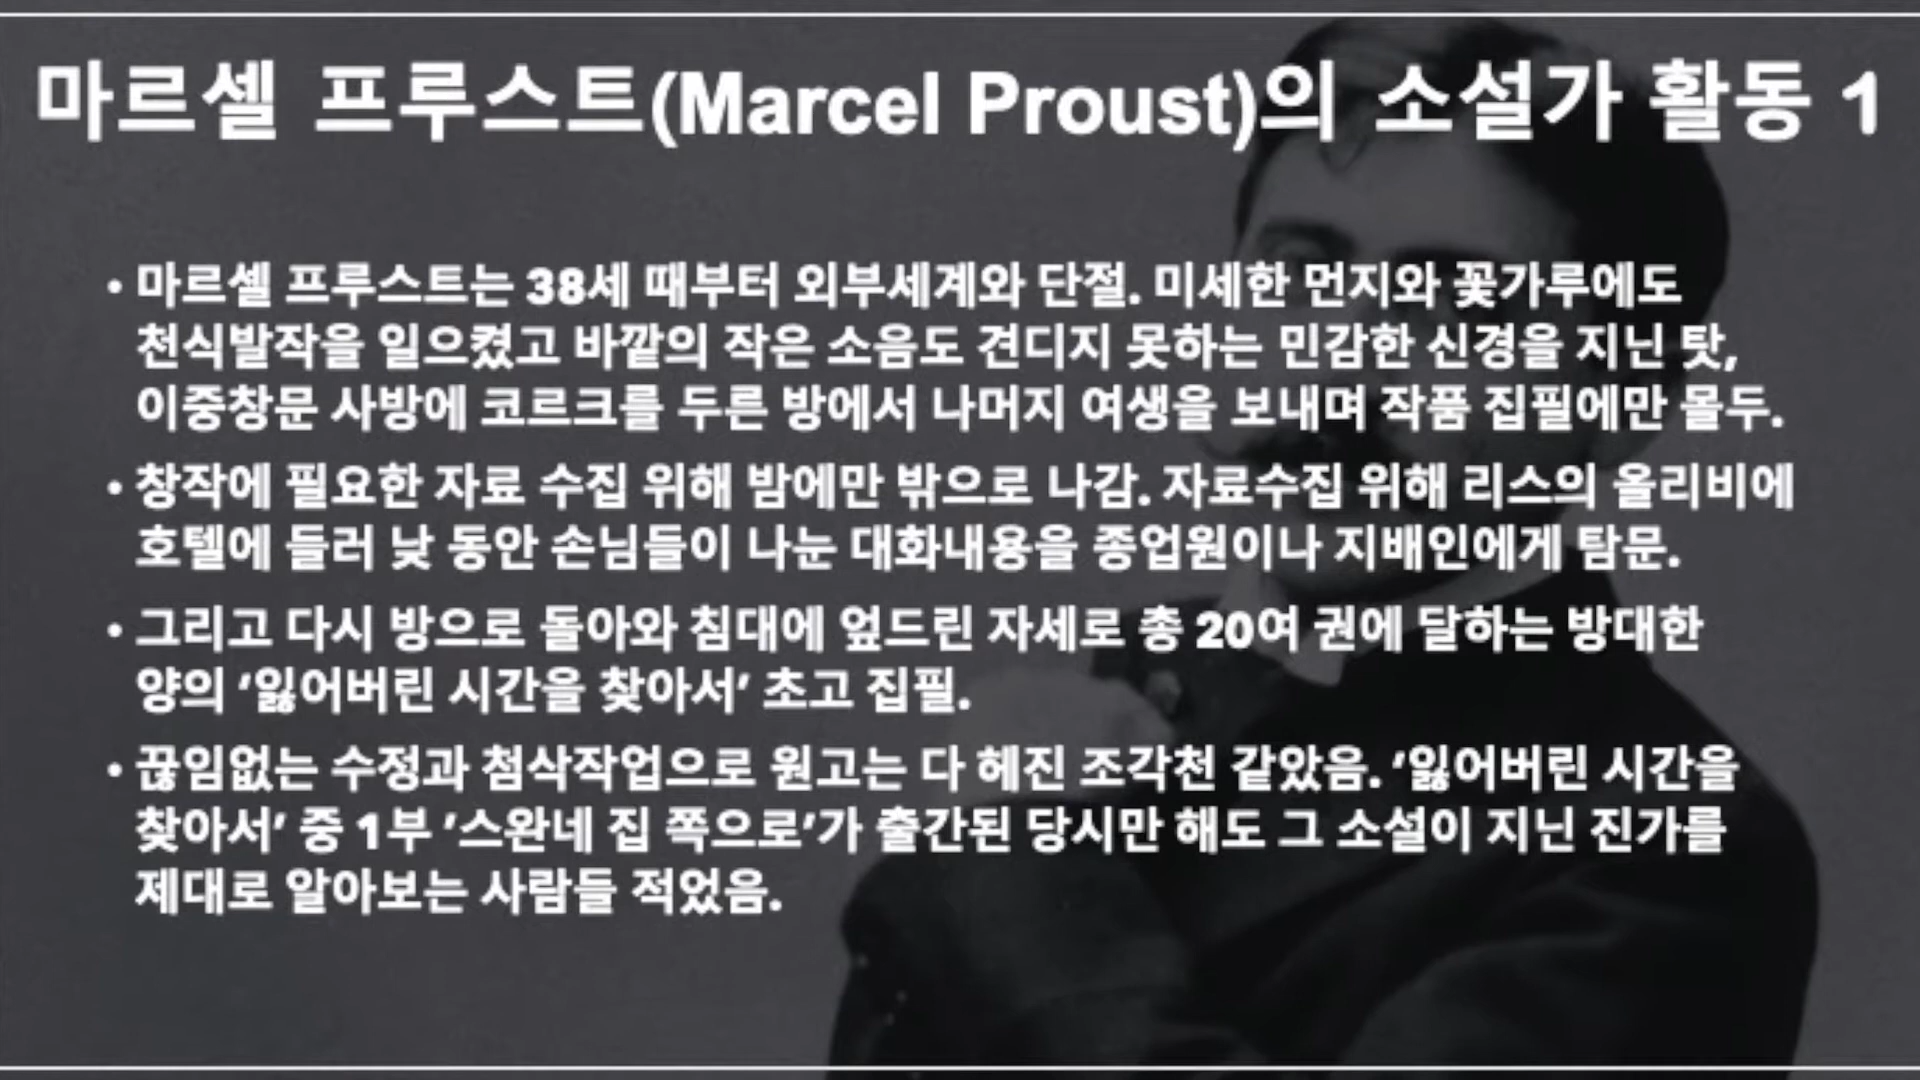 마르셀 프루스트(Marcel Proust)의 소설가 활동 1
• 마르셀 프루스트는 38세 때부터 외부세계와 단절. 미세한 먼지와 꽃가루에도
천식발작을 일으켰고 바깥의 작은 소음도 견디지 못하는 민감한 신경을 지닌 탓,
이중창문 사방에 코르크를 두른 방에서 나머지 여생을 보내며 작품 집필에만 몰두.
• 창작에 필요한 자료 수집 위해 밤에만 밖으로 나감. 자료수집 위해 리스의 올리비에
호텔에 들러 낮 동안 손님들이 나눈 대화내용을 종업원이나 지배인에게 탐문.
• 그리고 다시 방으로 돌아와 침대에 엎드린 자세로 총 20여 권에 달하는 방대한
양의 ‘잃어버린 시간을 찾아서’ 초고 집필.
• 끊임없는 수정과 첨삭작업으로 원고는 다 헤진 조각천 같았음. ‘잃어버린 시간을
찾아서’ 중 1부 ’스완네 집 쪽으로’가 출간된 당시만 해도 그 소설이 지닌 진가를
제대로 알아보는 사람들 적었음.